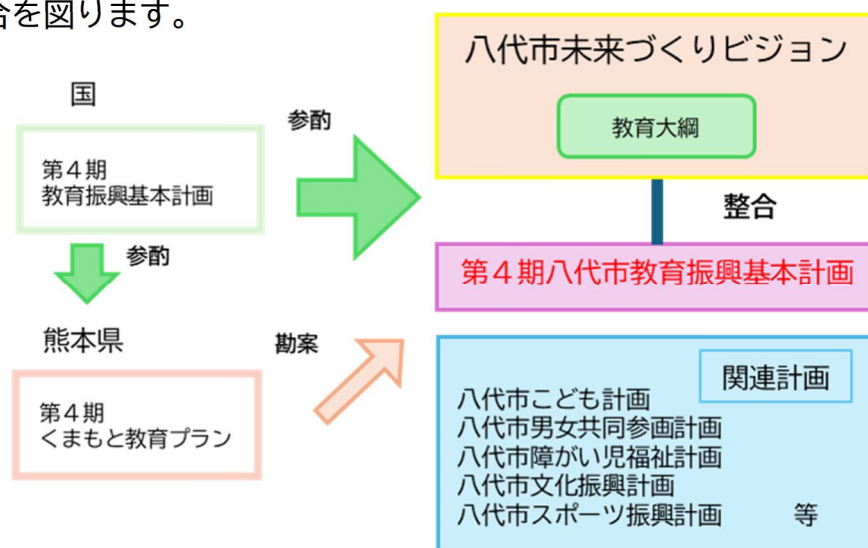 合を図ります。
国
第４期
教育振興基本計画
参酌
参酌
熊本県
第４期
くまもと教育プラン
勘案
八代市未来づくりビジョン
教育大綱
整合
第４期八代市教育振興基本計画
関連計画
八代市こども計画
八代市男女共同参画計画
八代市障がい児福祉計画
八代市文化振興計画
八代市スポーツ振興計画　　等